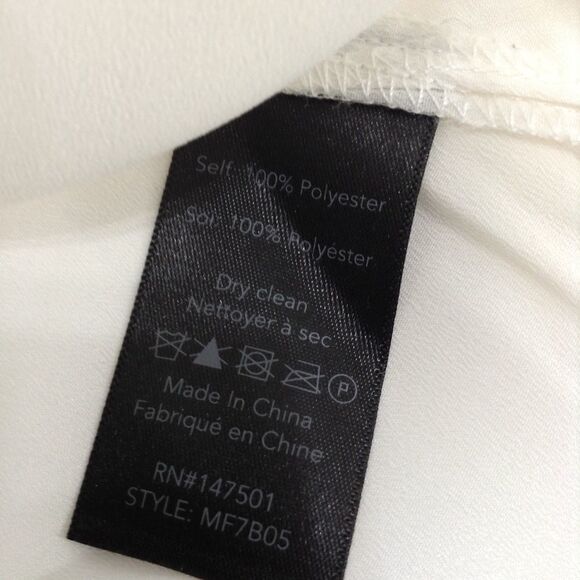 Self: 100% Polyester
Soi: 100% Polyester
Dry clean
Nettoyer à sec
P
Made In China
Fabriqué en Chine
RN#147501
STYLE: MF7B05